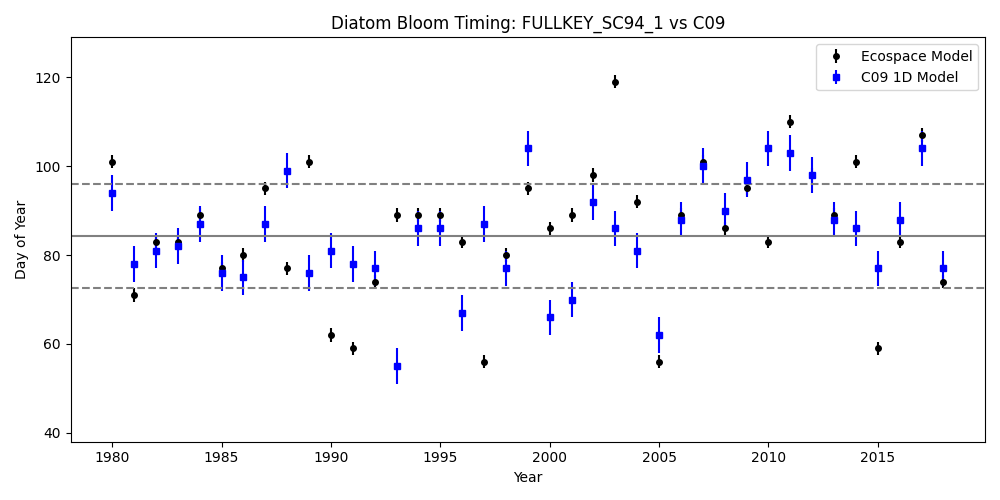 Diatom Bloom Timing: FULLKEY_SC94_1 vs C09
Ecospace Model
C09 1D Model
Day of Year
120
100
80
60
40
1980
1985
1990
1995
2000
2005
2010
2015
Year